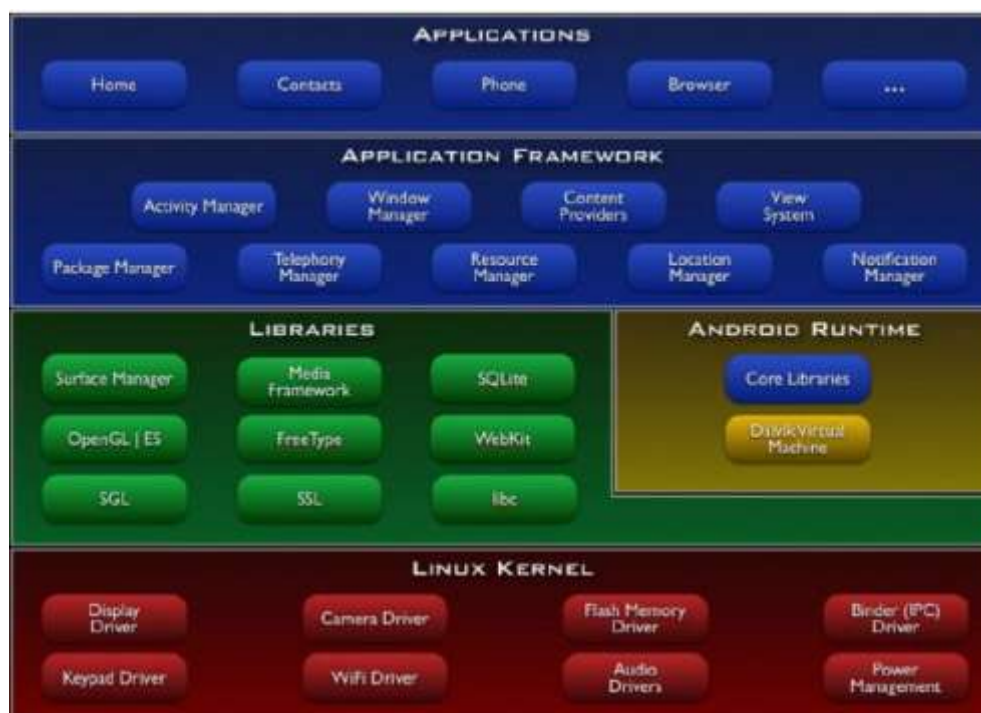 APPLICATIONS
Home
Contacts
Phone
Browser
...
APPLICATION FRAMEWORK
Activity Manager
Window
Manager
Content
Providers
View
System
Package Manager
Telephony
Manager
Resource
Manager
Location
Manager
Notification
Manager
LIBRARIES
Surface Manager
Media
Framework
SQLite
OpenGL | ES
FreeType
WebKit
SGL
SSL
libc
ANDROID RUNTIME
Core Libraries
Dalvik Virtual
Machine
LINUX KERNEL
Display
Driver
Camera Driver
Flash Memory
Driver
Binder (IPC)
Driver
Keypad Driver
WiFi Driver
Audio
Drivers
Power
Management